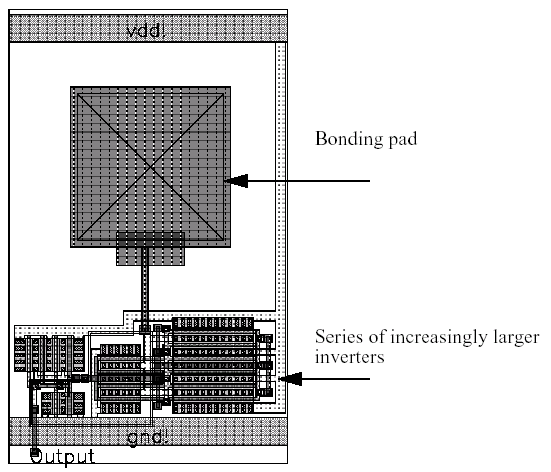 vdd!
Bonding pad
Series of increasingly larger
inverters
gnd!
Output